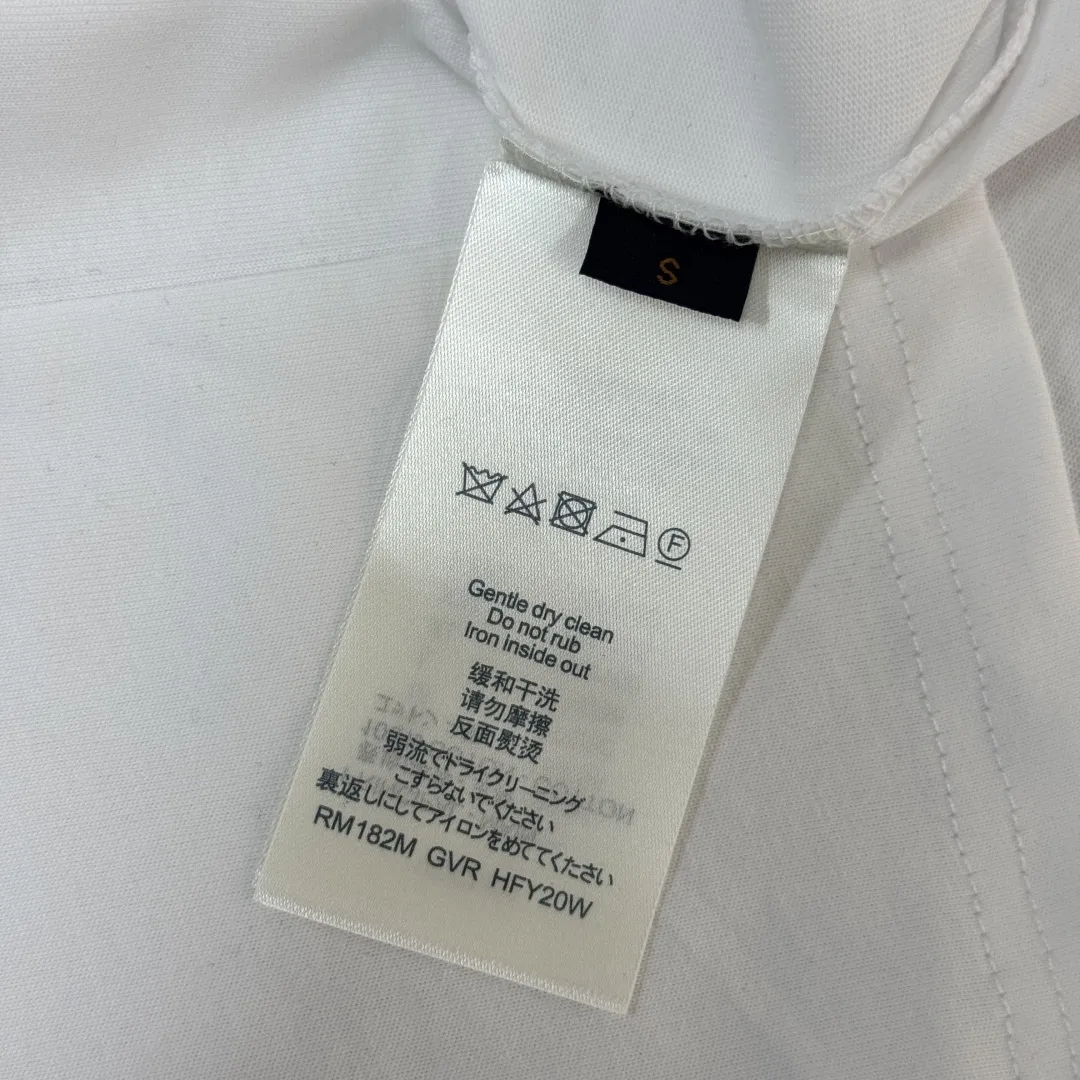 S
F
Gentle dry clean
Do not rub
Iron inside out
缓和干洗
请勿摩擦
反面熨烫
弱流でドライクリーニング
こすらないでください
裏返しにしてアイロンをめててください
RM182M GVR HFY20W